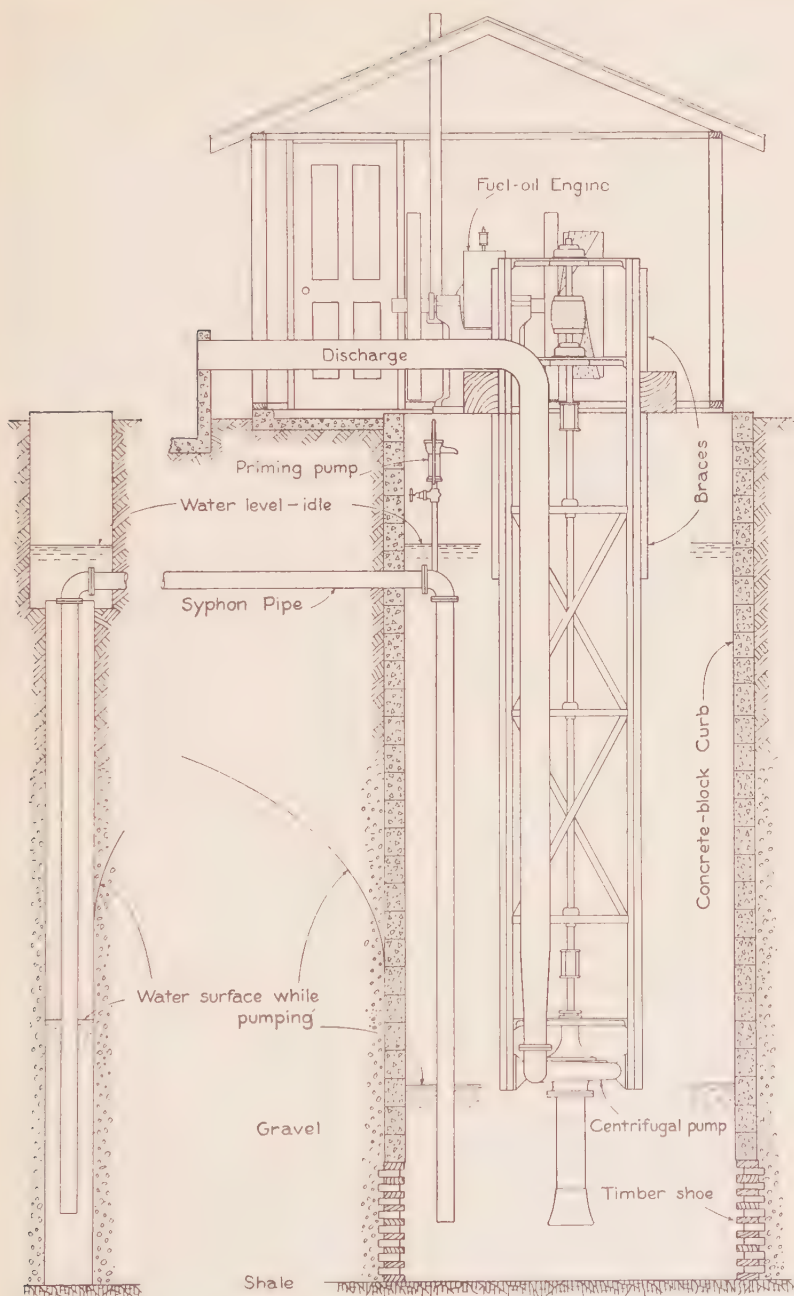 Fuel-oil Engine
Discharge
Priming pump
Braces
Water level-idle
Syphon Pipe
Concrete-block Curb
Water surface while
pumping
Gravel
Centrifugal pump
Timber shoe
Shale